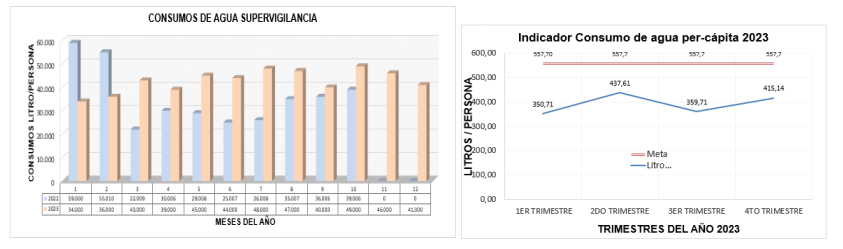 CONSUMOS DE AGUA SUPERVIGILANCIA
CONSUMOS LITRO/PERSONA
60.000
50.000
40.000
30.000
20.000
10.000
0
1 2 3 4 5 6 7 8 9 10 11 12
2022 59.000 55.010 22.009 30.006 29.008 25.007 26.008 35.007 36.006 39.006 0 0
2023 34.000 36.000 43.000 39.000 45.000 44.000 48.000 47.000 40.000 49.000 46.000 41.000
MESES DEL AÑO
Indicador Consumo de agua per-cápita 2023
LITROS / PERSONA
600,00
500,00
400,00
300,00
200,00
100,00
0,00
557,70 557,7 557,7 557,7
350,71 437,61 359,71 415,14
Meta
Litro...
1ER TRIMESTRE 2DO TRIMESTRE 3ER TRIMESTRE 4TO TRIMESTRE
TRIMESTRES DEL AÑO 2023